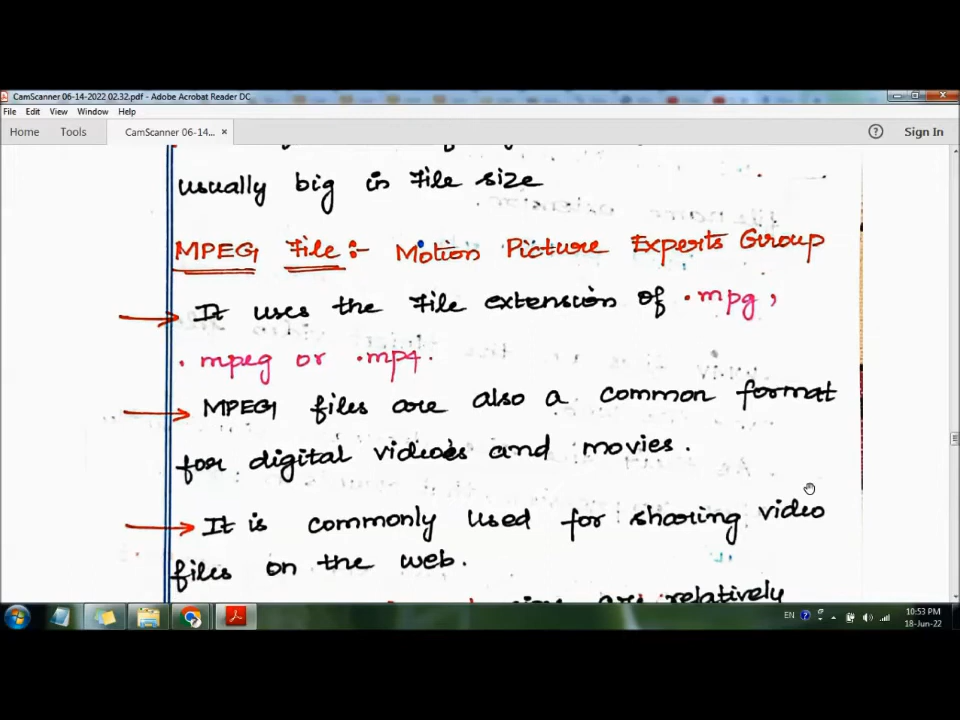 CamScanner 06-14-2022 02.32.pdf - Adobe Acrobat Reader DC
File Edit View Window Help
Home Tools CamScanner 06-14... × Sign In
usually big in File size
MPEG File :- Motion Picture Experts Group
It uses the File extension of .mpg,
.mpeg or .mp4.
MPEG files are also a common format
for digital videos and movies.
It is commonly used for sharing video
files on the web.
are relatively
EN
10:53 PM
18-Jun-22